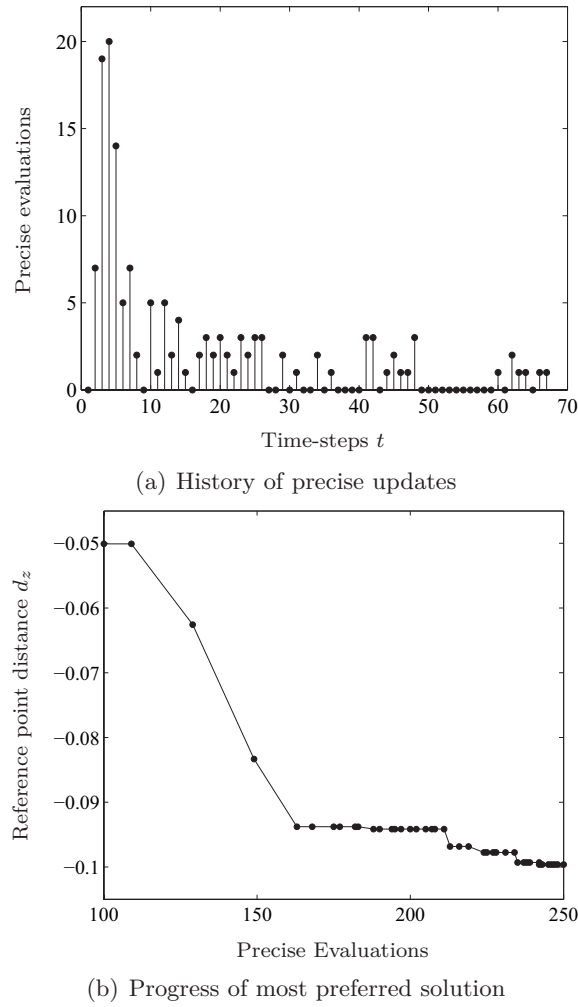 20
15
10
5
0
Precise evaluations
0 10 20 30 40 50 60 70
Time-steps t
(a) History of precise updates
−0.05
−0.06
−0.07
−0.08
−0.09
−0.1
Reference point distance d_z
100 150 200 250
Precise Evaluations
(b) Progress of most preferred solution